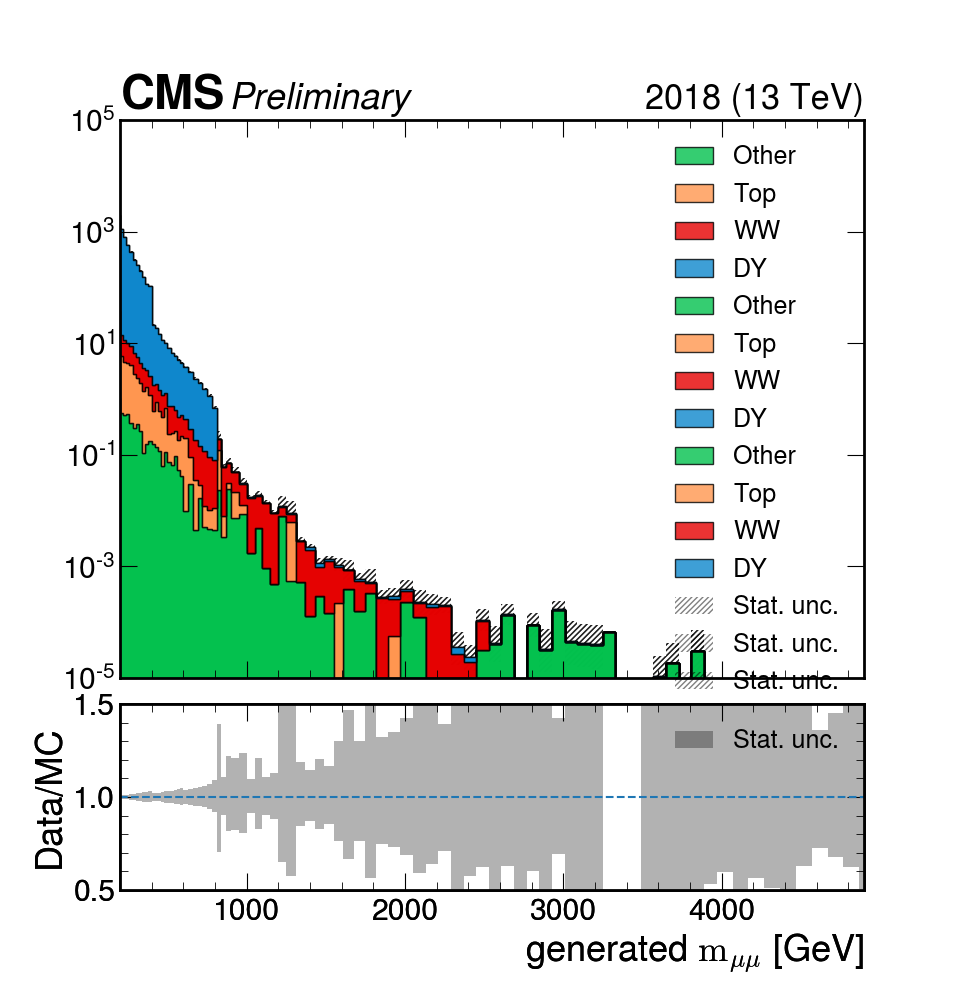 CMS Preliminary 2018 (13 TeV)
10^5
10^3
10^1
10^-1
10^-3
10^-5
Other
Top
WW
DY
Other
Top
WW
DY
Other
Top
WW
DY
Stat. unc.
Stat. unc.
Stat. unc.
1.5
1.0
0.5
Data/MC
Stat. unc.
1000 2000 3000 4000
generated m_μμ [GeV]